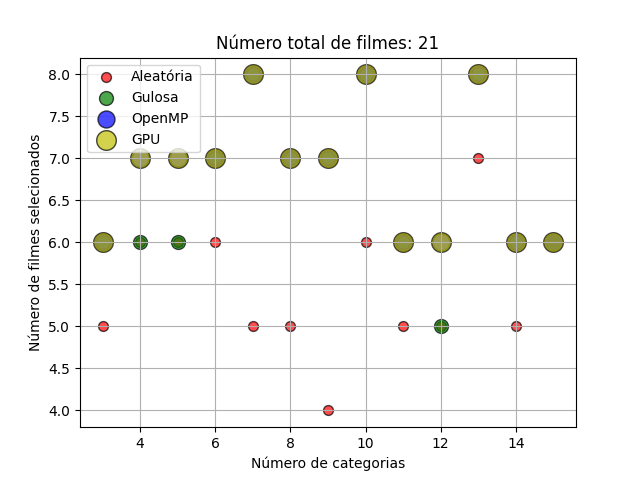 Número total de filmes: 21
Aleatória
Gulosa
OpenMP
GPU
8.0
7.5
7.0
6.5
6.0
5.5
5.0
4.5
4.0
Número de filmes selecionados
4 6 8 10 12 14
Número de categorias